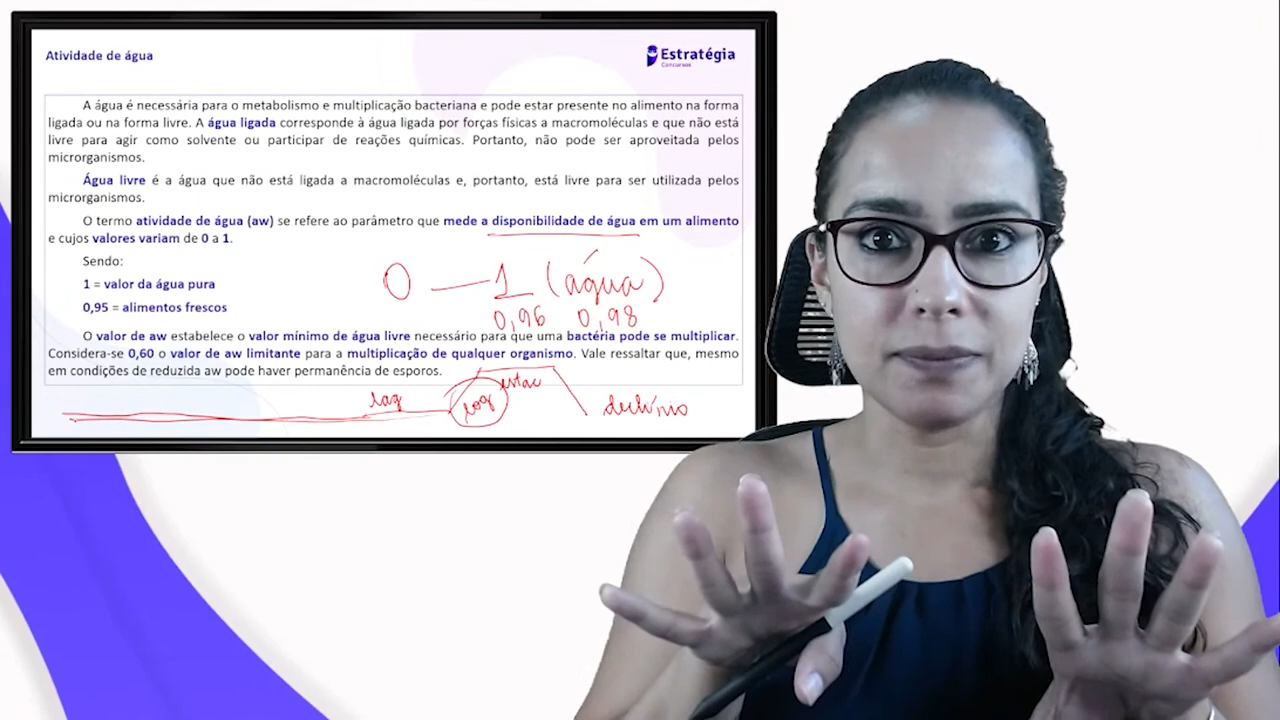 Atividade de água
Estratégia
Concursos
A água é necessária para o metabolismo e multiplicação bacteriana e pode estar presente no alimento na forma
ligada ou na forma livre. A água ligada corresponde à água ligada por forças físicas a macromoléculas e que não está
livre para agir como solvente ou participar de reações químicas. Portanto, não pode ser aproveitada pelos
microrganismos.
Água livre é a água que não está ligada a macromoléculas e, portanto, está livre para ser utilizada pelos
microrganismos.
O termo atividade de água (aw) se refere ao parâmetro que mede a disponibilidade de água em um alimento
e cujos valores variam de 0 a 1.
Sendo:
1 = valor da água pura
0,95 = alimentos frescos
0 — 1 (água)
0,96 0,98
O valor de aw estabelece o valor mínimo de água livre necessário para que uma bactéria pode se multiplicar.
Considera-se 0,60 o valor de aw limitante para a multiplicação de qualquer organismo. Vale ressaltar que, mesmo
em condições de reduzida aw pode haver permanência de esporos.
lag log estac declínio